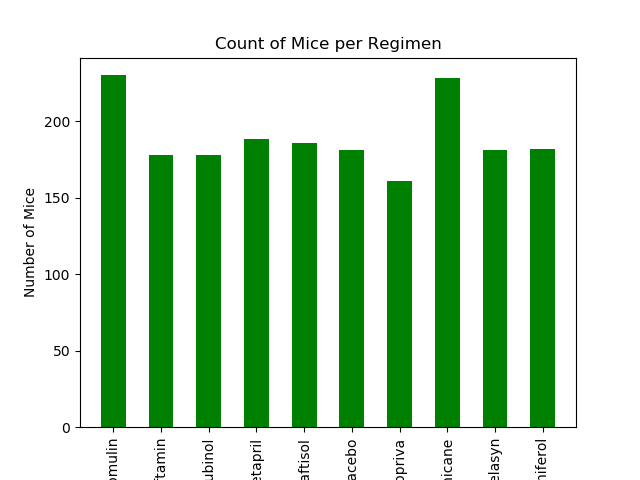 Count of Mice per Regimen
Number of Mice
200
150
100
50
0
omulin
ftamin
ubinol
etapril
aftisol
acebo
opriva
nicane
elasyn
niferol